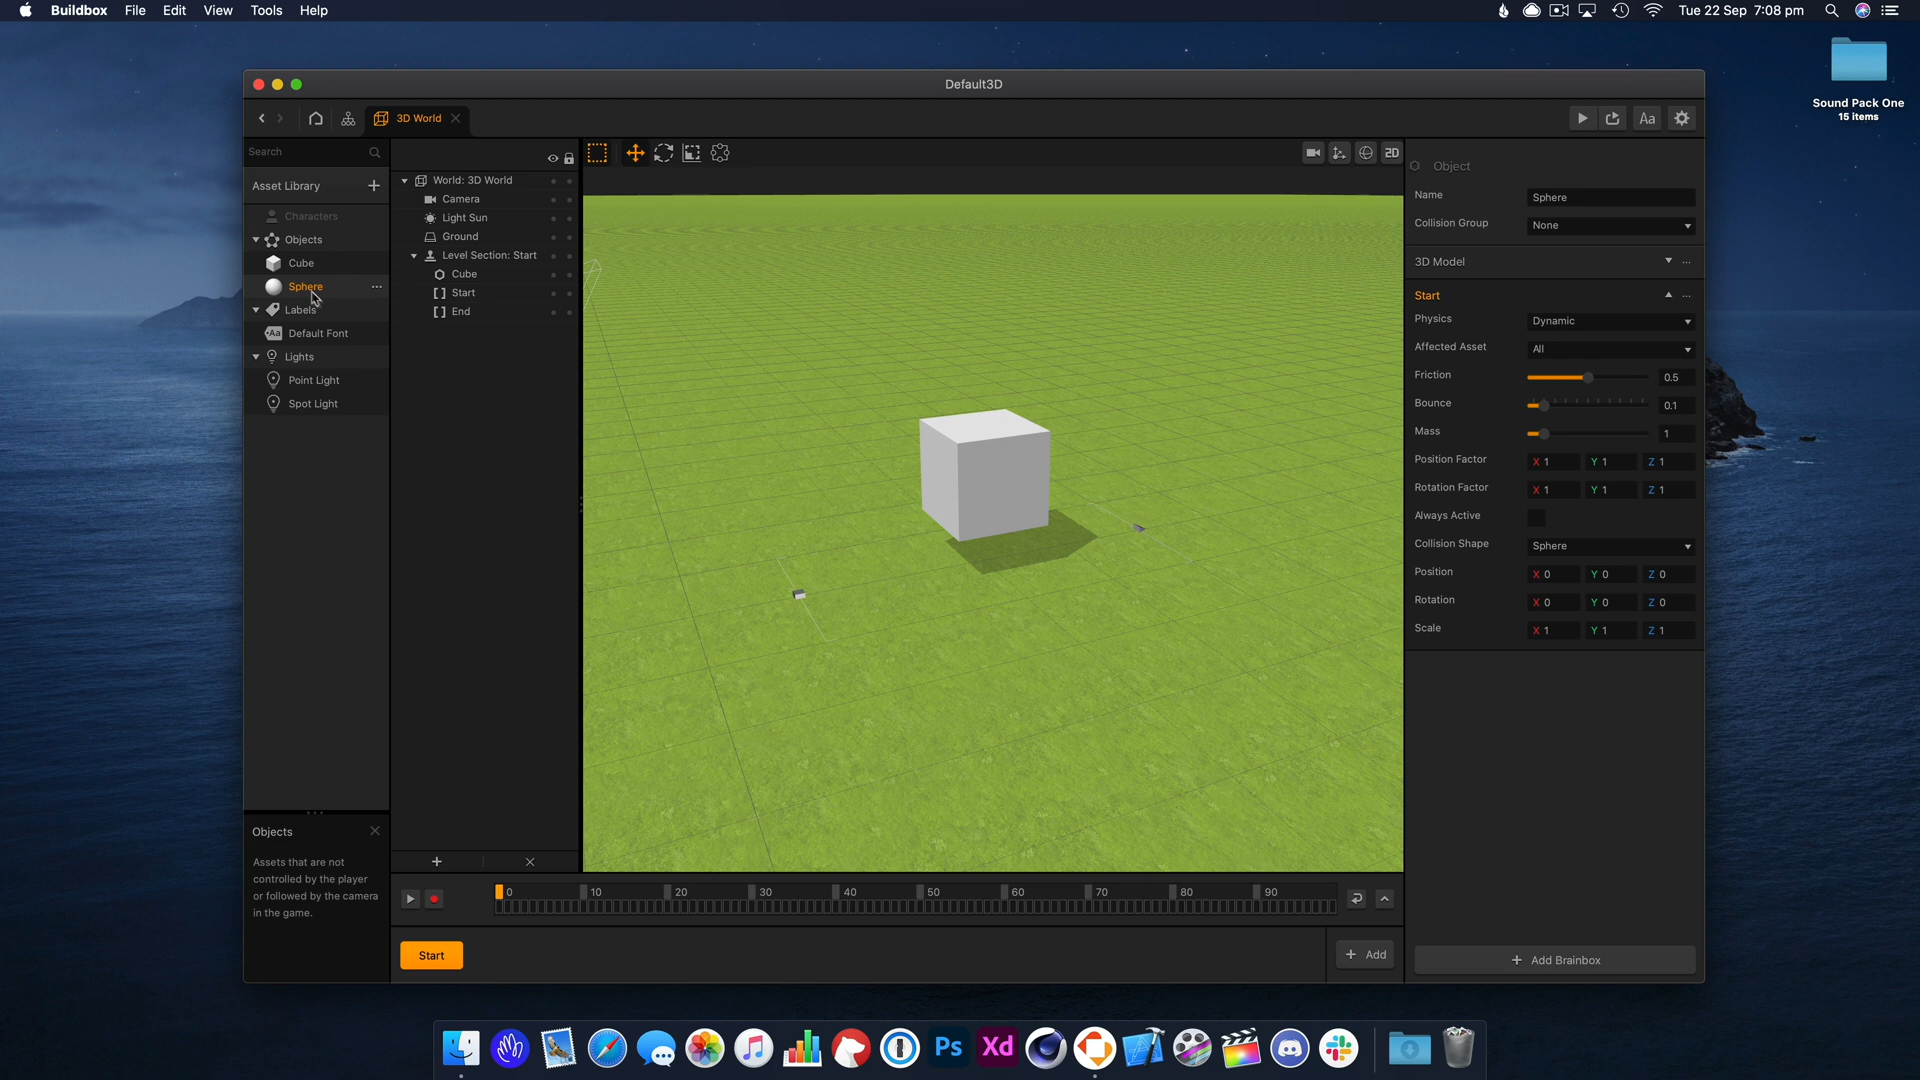 Buildbox File Edit View Tools Help
Tue 22 Sep 7:08 pm
Sound Pack One
15 items
Default3D
3D World
Aa
Search
Asset Library
Characters
Objects
Cube
Sphere
Labels
Aa Default Font
Lights
Point Light
Spot Light
World: 3D World
Camera
Light Sun
Ground
Level Section: Start
Cube
Start
End
2D
Object
Name Sphere
Collision Group None
3D Model
Start
Physics Dynamic
Affected Asset All
Friction 0.5
Bounce 0.1
Mass 1
Position Factor X 1 Y 1 Z 1
Rotation Factor X 1 Y 1 Z 1
Always Active
Collision Shape Sphere
Position X 0 Y 0 Z 0
Rotation X 0 Y 0 Z 0
Scale X 1 Y 1 Z 1
Objects
Assets that are not
controlled by the player
or followed by the camera
in the game.
0 10 20 30 40 50 60 70 80 90
Start
+ Add
+ Add Brainbox
Ps Xd